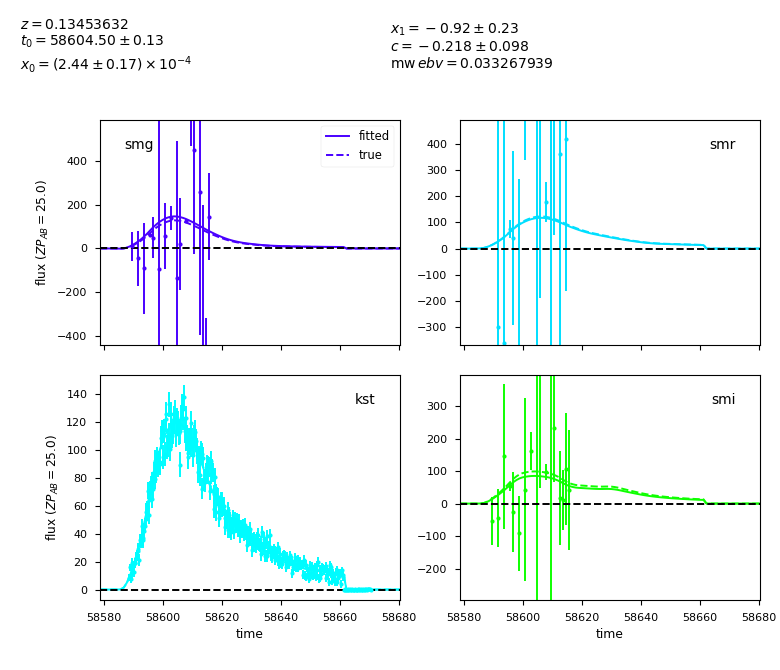 z = 0.13453632
t₀ = 58604.50 ± 0.13
x₀ = (2.44 ± 0.17) × 10⁻⁴
x₁ = −0.92 ± 0.23
c = −0.218 ± 0.098
mw ebv = 0.033267939
smg
fitted
true
400
200
0
−200
−400
flux (ZP_AB = 25.0)
smr
400
300
200
100
0
−100
−200
−300
kst
140
120
100
80
60
40
20
0
flux (ZP_AB = 25.0)
58580 58600 58620 58640 58660 58680
time
smi
300
200
100
0
−100
−200
58580 58600 58620 58640 58660 58680
time